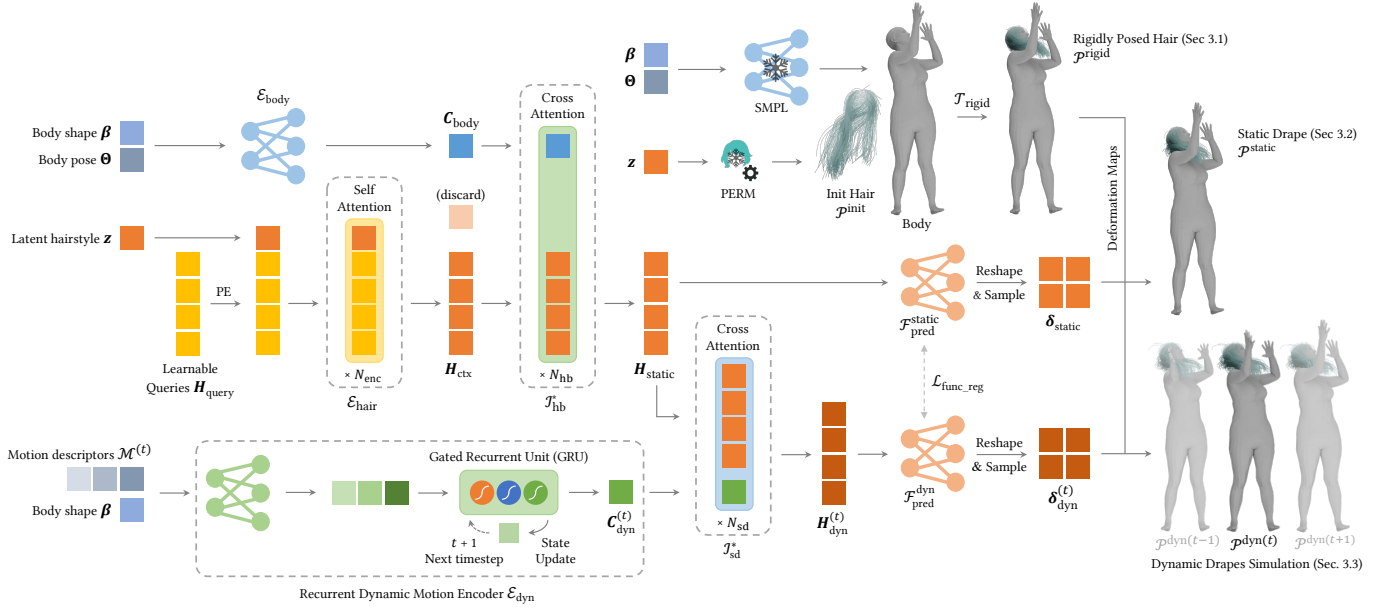 Body shape β
Body pose Θ
ℰ_body
C_body
Cross
Attention
(discard)
Self
Attention
Latent hairstyle z
PE
Learnable
Queries H_query
× N_enc
ℰ_hair
H_ctx
× N_hb
𝒥*_hb
H_static
β
Θ
SMPL
z
PERM
Init Hair
𝒫^init
Body
𝒯_rigid
Rigidly Posed Hair (Sec 3.1)
𝒫^rigid
Static Drape (Sec 3.2)
𝒫^static
Deformation Maps
ℱ^static_pred
Reshape
& Sample
δ_static
ℒ_func_reg
Motion descriptors ℳ^(t)
Body shape β
Gated Recurrent Unit (GRU)
t + 1
Next timestep
State
Update
C^(t)_dyn
Recurrent Dynamic Motion Encoder ℰ_dyn
Cross
Attention
× N_sd
𝒥*_sd
H^(t)_dyn
ℱ^dyn_pred
Reshape
& Sample
δ^(t)_dyn
𝒫^dyn(t−1) 𝒫^dyn(t) 𝒫^dyn(t+1)
Dynamic Drapes Simulation (Sec. 3.3)